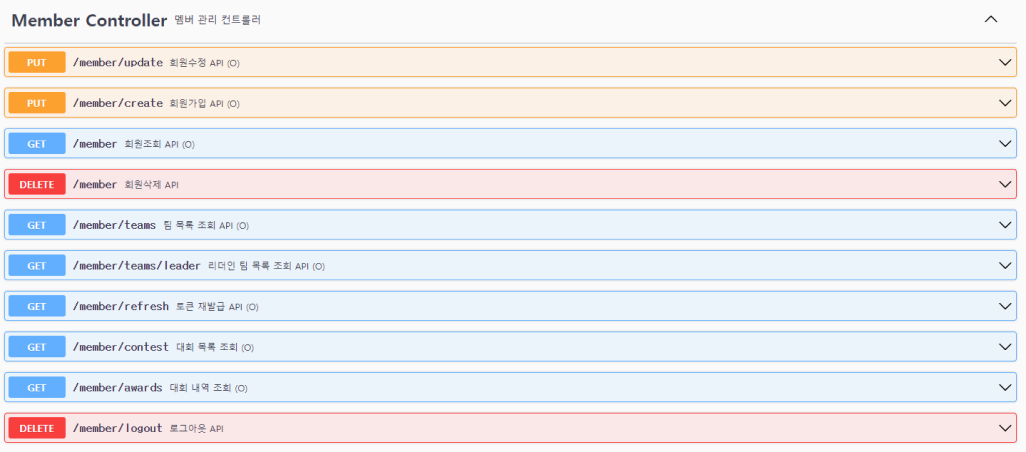 Member Controller 멤버 관리 컨트롤러
PUT /member/update 회원수정 API (O)
PUT /member/create 회원가입 API (O)
GET /member 회원조회 API (O)
DELETE /member 회원삭제 API
GET /member/teams 팀 목록 조회 API (O)
GET /member/teams/leader 리더인 팀 목록 조회 API (O)
GET /member/refresh 토큰 재발급 API (O)
GET /member/contest 대회 목록 조회 (O)
GET /member/awards 대회 내역 조회 (O)
DELETE /member/logout 로그아웃 API